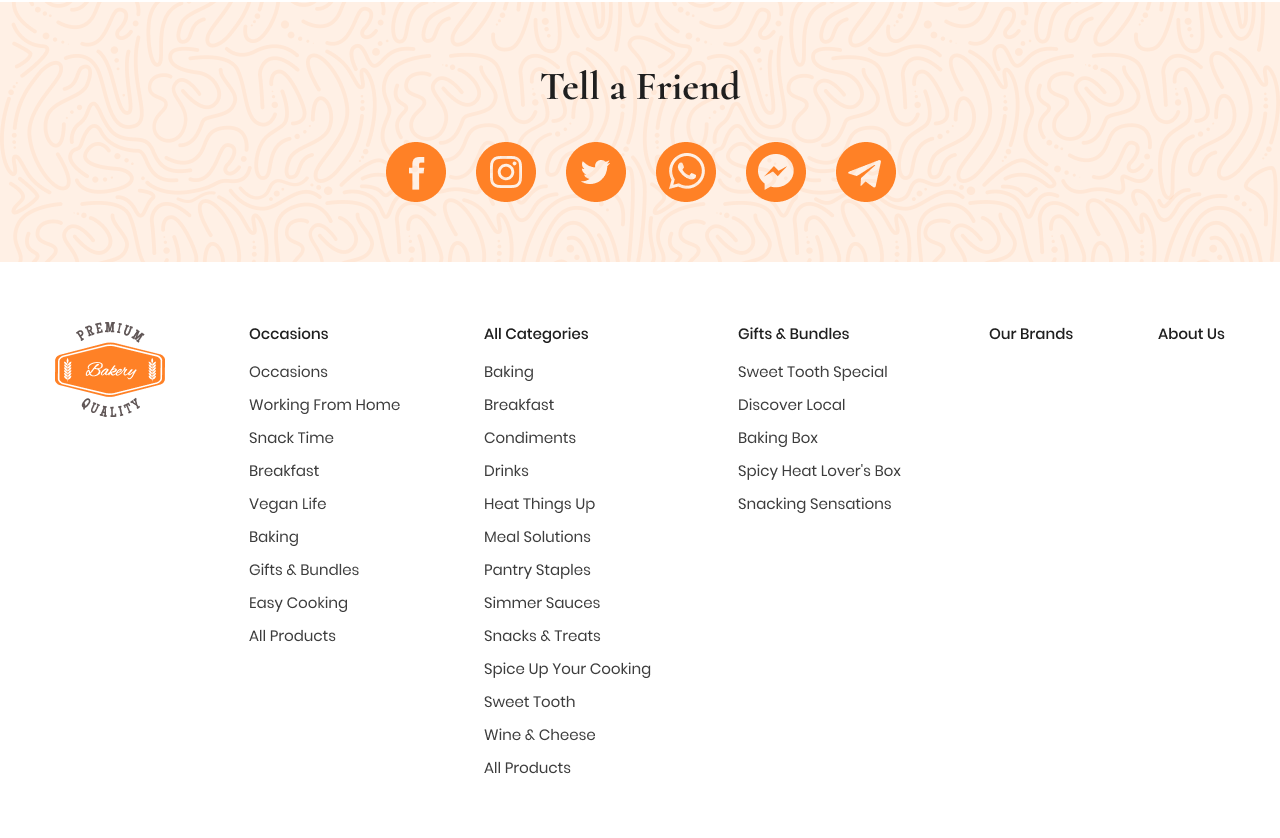 Tell a Friend
PREMIUM
Bakery
QUALITY
Occasions
Occasions
Working From Home
Snack Time
Breakfast
Vegan Life
Baking
Gifts & Bundles
Easy Cooking
All Products
All Categories
Baking
Breakfast
Condiments
Drinks
Heat Things Up
Meal Solutions
Pantry Staples
Simmer Sauces
Snacks & Treats
Spice Up Your Cooking
Sweet Tooth
Wine & Cheese
All Products
Gifts & Bundles
Sweet Tooth Special
Discover Local
Baking Box
Spicy Heat Lover's Box
Snacking Sensations
Our Brands
About Us